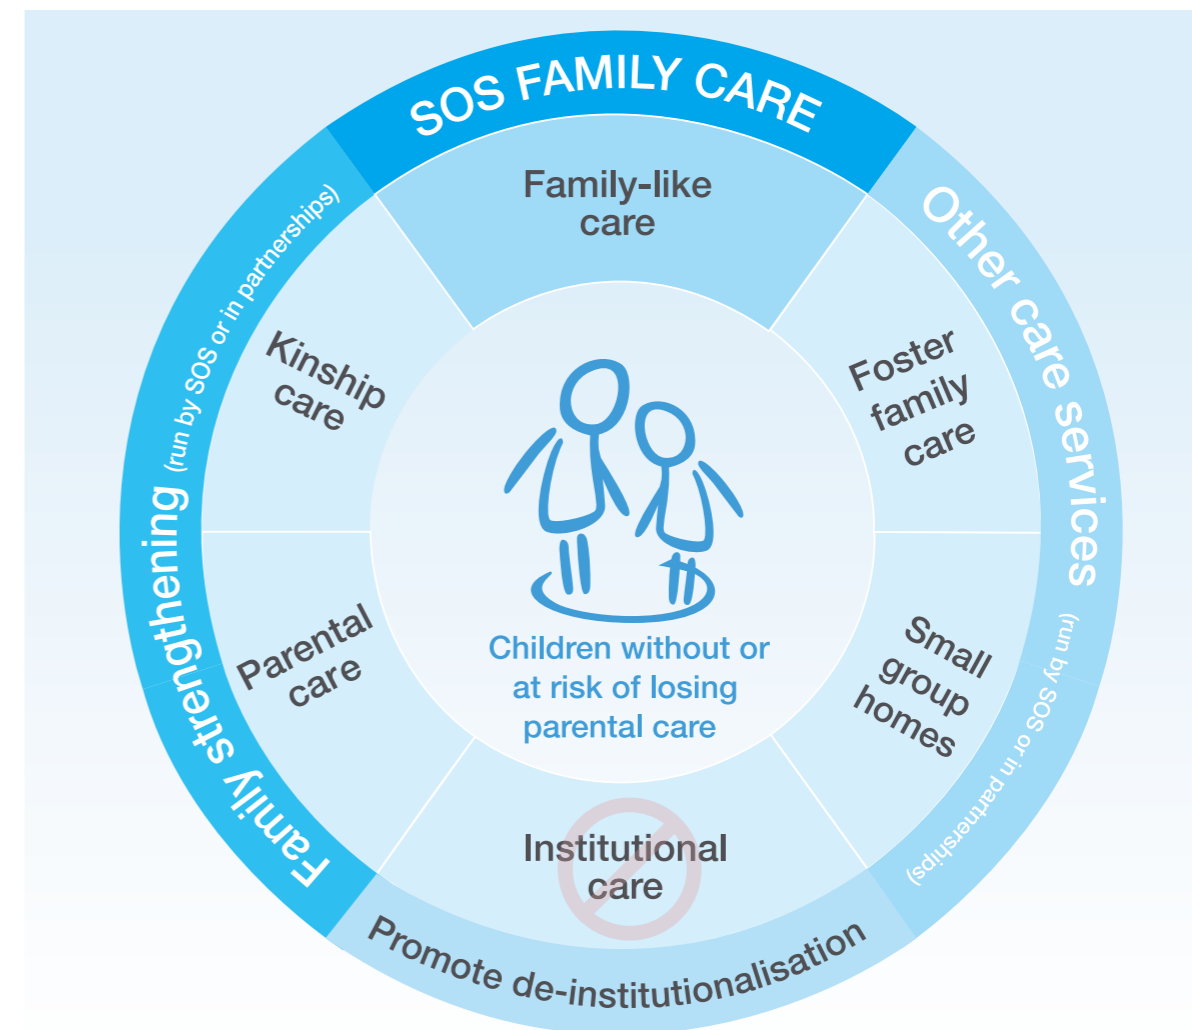 SOS FAMILY CARE
Family-like
care
Other care services (run by SOS or in partnerships)
Foster
family
care
Small
group
homes
Promote de-institutionalisation
Institutional
care
Family strengthening (run by SOS or in partnerships)
Parental
care
Kinship
care
Children without or
at risk of losing
parental care